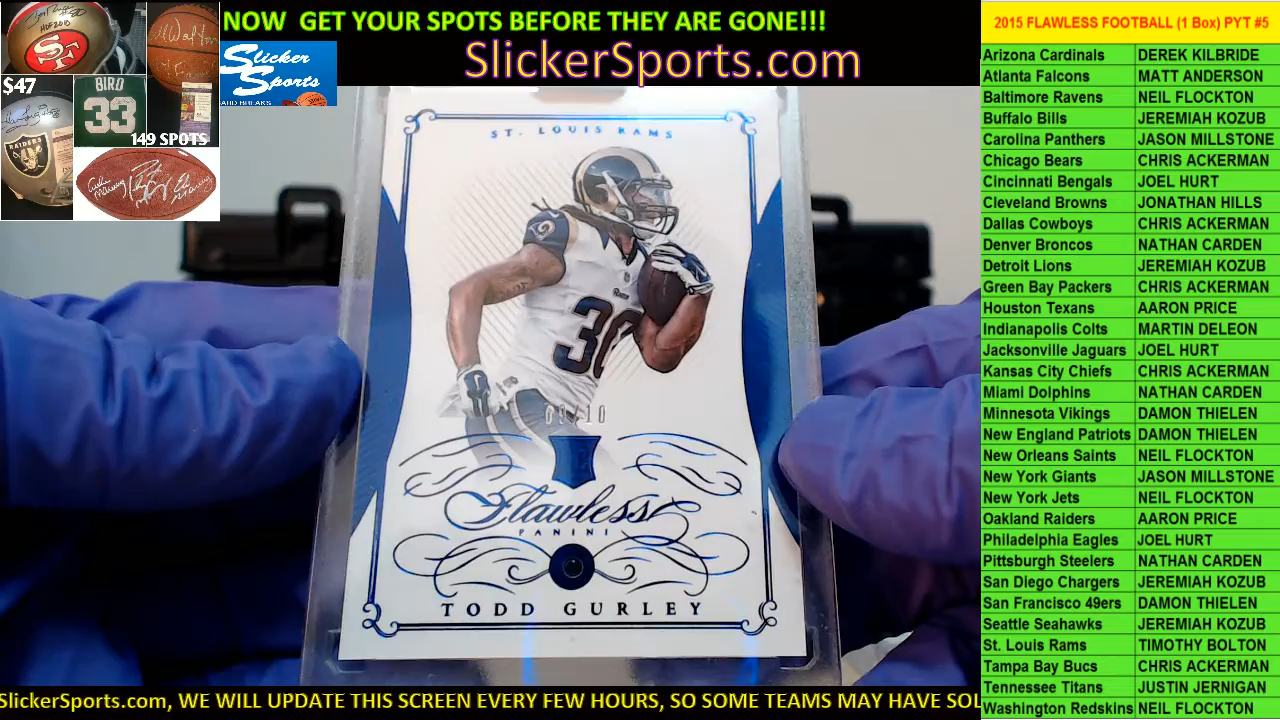 NOW GET YOUR SPOTS BEFORE THEY ARE GONE!!!
SlickerSports.com
Slicker
Sports
ARD BREAKS
$47
BIRD
33
149 SPOTS
RAIDERS
ST. LOUIS RAMS
30
09/10
Flawless
PANINI
TODD GURLEY
SlickerSports.com, WE WILL UPDATE THIS SCREEN EVERY FEW HOURS, SO SOME TEAMS MAY HAVE SOL
2015 FLAWLESS FOOTBALL (1 Box) PYT #5
Arizona Cardinals DEREK KILBRIDE
Atlanta Falcons MATT ANDERSON
Baltimore Ravens NEIL FLOCKTON
Buffalo Bills JEREMIAH KOZUB
Carolina Panthers JASON MILLSTONE
Chicago Bears CHRIS ACKERMAN
Cincinnati Bengals JOEL HURT
Cleveland Browns JONATHAN HILLS
Dallas Cowboys CHRIS ACKERMAN
Denver Broncos NATHAN CARDEN
Detroit Lions JEREMIAH KOZUB
Green Bay Packers CHRIS ACKERMAN
Houston Texans AARON PRICE
Indianapolis Colts MARTIN DELEON
Jacksonville Jaguars JOEL HURT
Kansas City Chiefs CHRIS ACKERMAN
Miami Dolphins NATHAN CARDEN
Minnesota Vikings DAMON THIELEN
New England Patriots DAMON THIELEN
New Orleans Saints NEIL FLOCKTON
New York Giants JASON MILLSTONE
New York Jets NEIL FLOCKTON
Oakland Raiders AARON PRICE
Philadelphia Eagles JOEL HURT
Pittsburgh Steelers NATHAN CARDEN
San Diego Chargers JEREMIAH KOZUB
San Francisco 49ers DAMON THIELEN
Seattle Seahawks JEREMIAH KOZUB
St. Louis Rams TIMOTHY BOLTON
Tampa Bay Bucs CHRIS ACKERMAN
Tennessee Titans JUSTIN JERNIGAN
Washington Redskins NEIL FLOCKTON